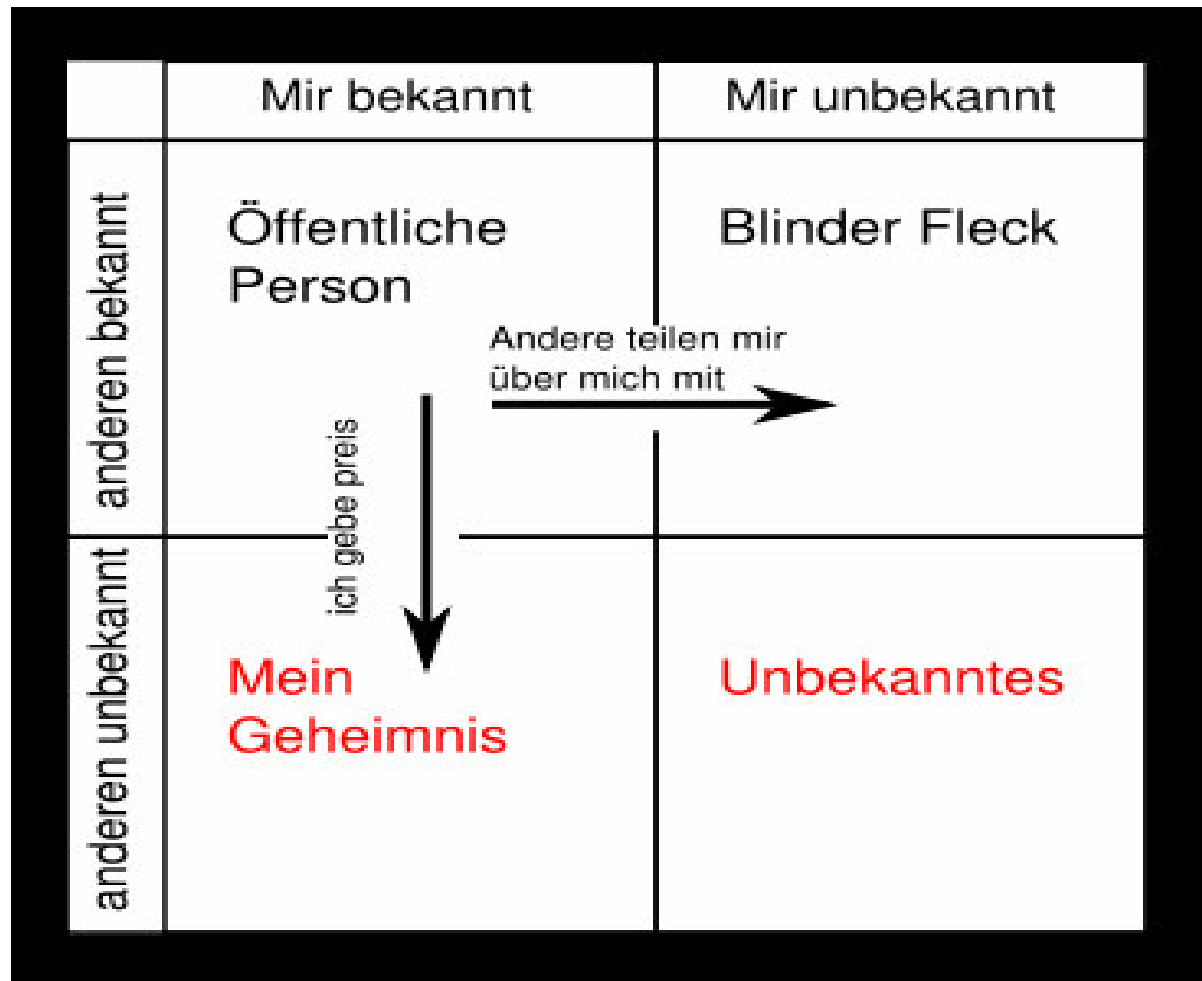 Mir bekannt
Mir unbekannt
anderen bekannt
Öffentliche
Person
Blinder Fleck
Andere teilen mir
über mich mit
ich gebe preis
anderen unbekannt
Mein
Geheimnis
Unbekanntes